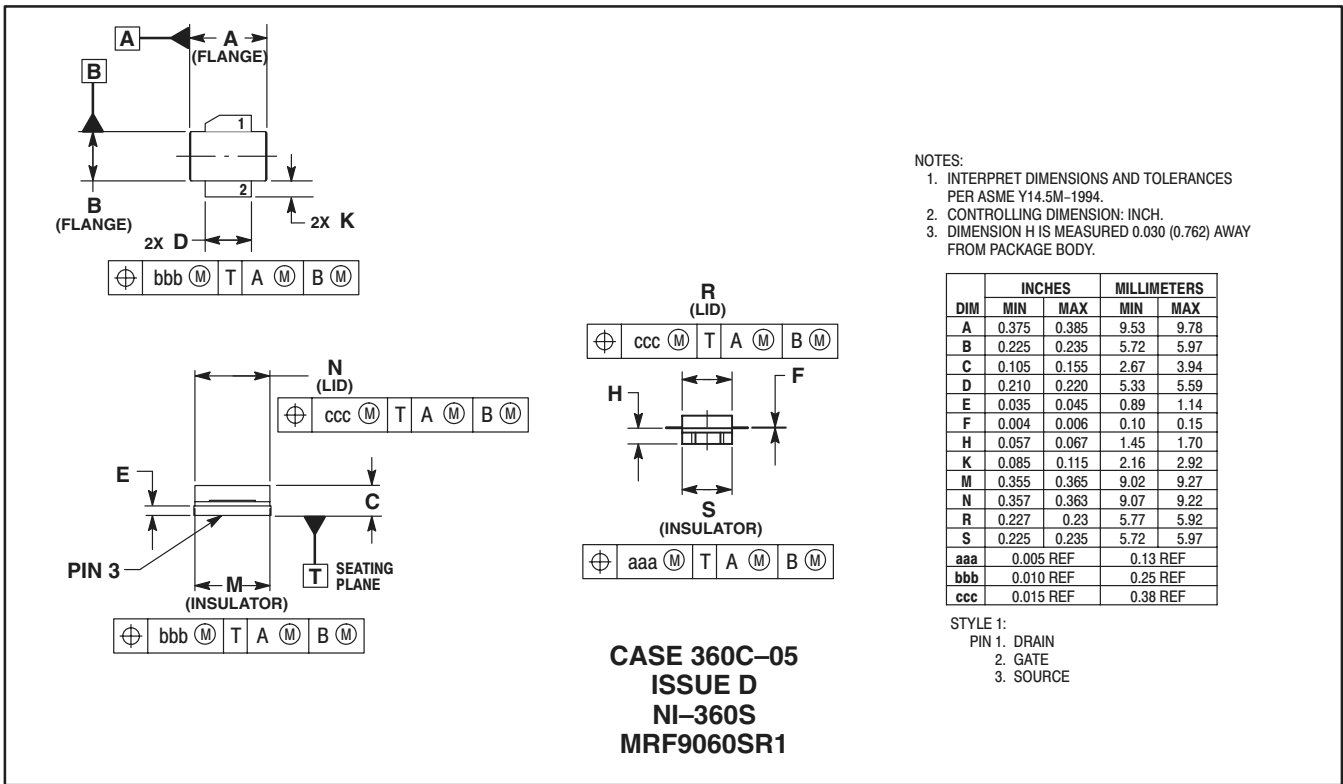 A
A
(FLANGE)
B
1
2
B
(FLANGE)
2X K
2X D
⌖ bbb Ⓜ T A Ⓜ B Ⓜ
N
(LID)
⌖ ccc Ⓜ T A Ⓜ B Ⓜ
E
C
PIN 3
M
(INSULATOR)
T SEATING
PLANE
⌖ bbb Ⓜ T A Ⓜ B Ⓜ
R
(LID)
⌖ ccc Ⓜ T A Ⓜ B Ⓜ
H
F
S
(INSULATOR)
⌖ aaa Ⓜ T A Ⓜ B Ⓜ
CASE 360C–05
ISSUE D
NI–360S
MRF9060SR1
NOTES:
1. INTERPRET DIMENSIONS AND TOLERANCES
PER ASME Y14.5M–1994.
2. CONTROLLING DIMENSION: INCH.
3. DIMENSION H IS MEASURED 0.030 (0.762) AWAY
FROM PACKAGE BODY.
INCHES MILLIMETERS
DIM MIN MAX MIN MAX
A 0.375 0.385 9.53 9.78
B 0.225 0.235 5.72 5.97
C 0.105 0.155 2.67 3.94
D 0.210 0.220 5.33 5.59
E 0.035 0.045 0.89 1.14
F 0.004 0.006 0.10 0.15
H 0.057 0.067 1.45 1.70
K 0.085 0.115 2.16 2.92
M 0.355 0.365 9.02 9.27
N 0.357 0.363 9.07 9.22
R 0.227 0.23 5.77 5.92
S 0.225 0.235 5.72 5.97
aaa 0.005 REF 0.13 REF
bbb 0.010 REF 0.25 REF
ccc 0.015 REF 0.38 REF
STYLE 1:
PIN 1. DRAIN
2. GATE
3. SOURCE